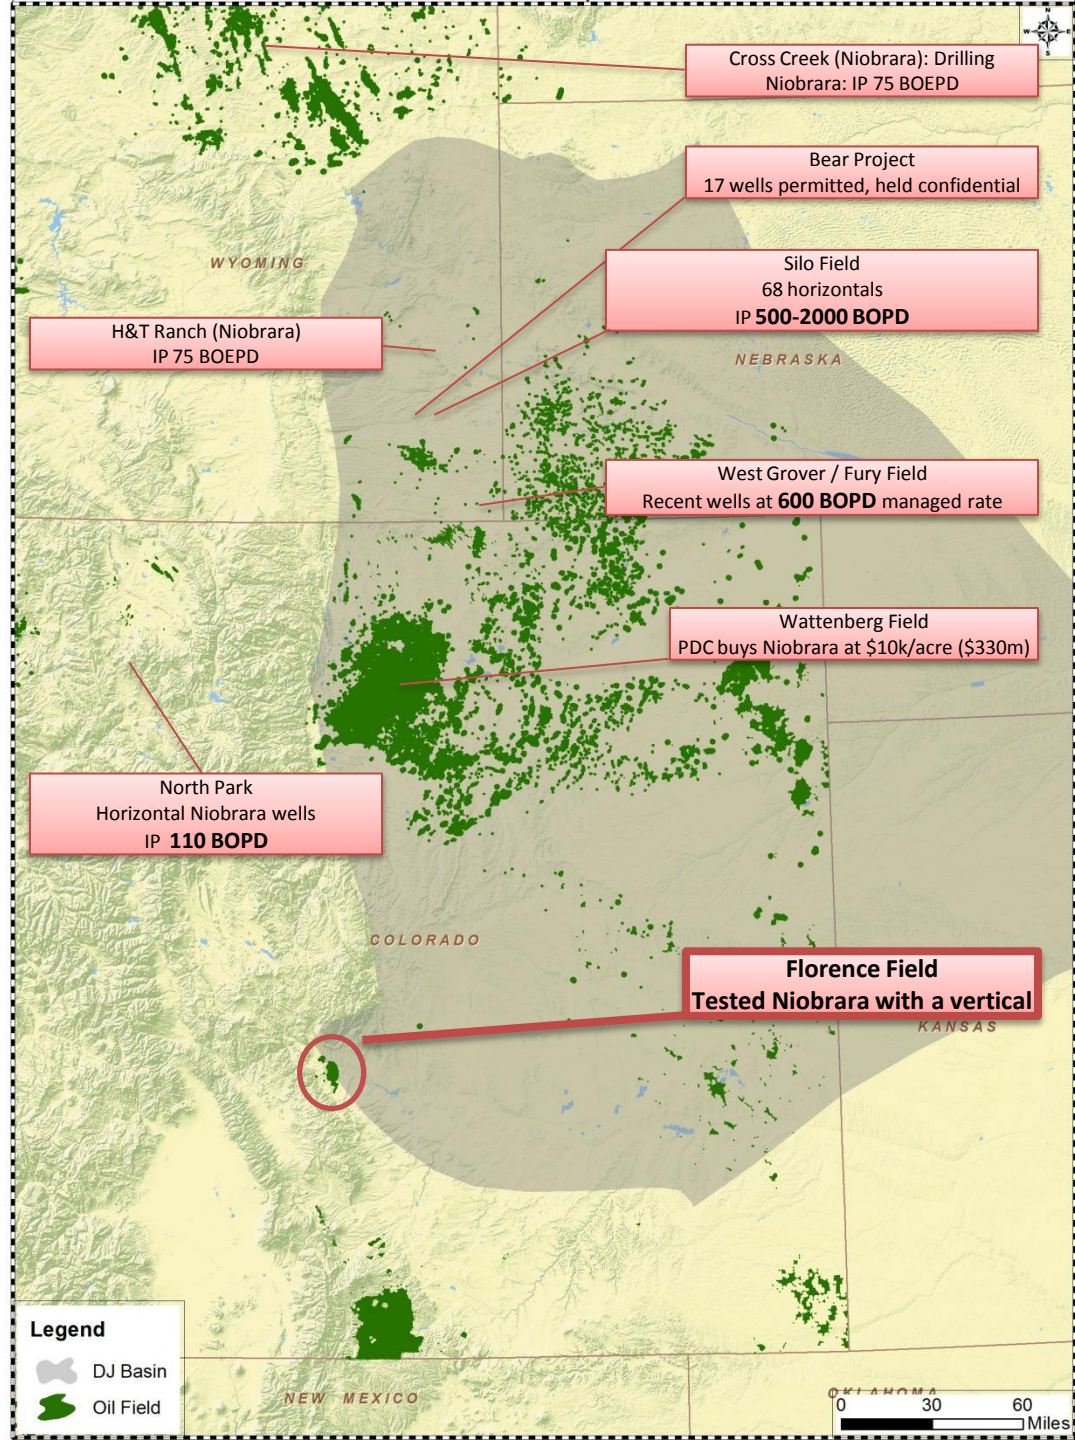 N
W E
S
Cross Creek (Niobrara): Drilling
Niobrara: IP 75 BOEPD
Bear Project
17 wells permitted, held confidential
WYOMING
Silo Field
68 horizontals
IP 500-2000 BOPD
H&T Ranch (Niobrara)
IP 75 BOEPD
NEBRASKA
West Grover / Fury Field
Recent wells at 600 BOPD managed rate
Wattenberg Field
PDC buys Niobrara at $10k/acre ($330m)
North Park
Horizontal Niobrara wells
IP 110 BOPD
COLORADO
Florence Field
Tested Niobrara with a vertical
KANSAS
Legend
DJ Basin
Oil Field
NEW MEXICO
OKLAHOMA
0 30 60
Miles